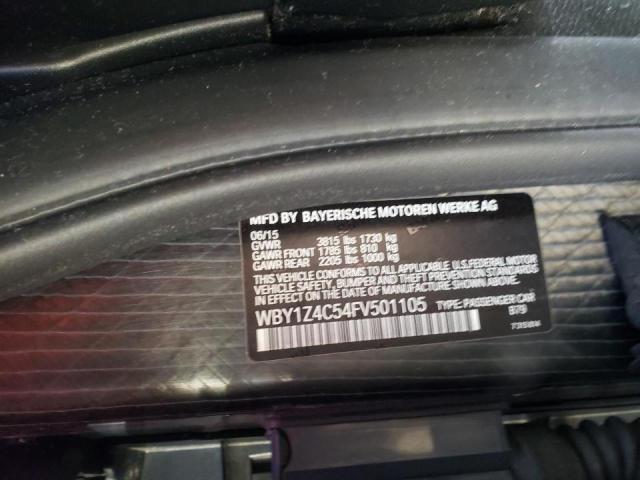 MFD BY BAYERISCHE MOTOREN WERKE AG
06/15
GVWR 3815 lbs 1730 kg
GAWR FRONT 1785 lbs 810 kg
GAWR REAR 2205 lbs 1000 kg
THIS VEHICLE CONFORMS TO ALL APPLICABLE U.S. FEDERAL MOTOR
VEHICLE SAFETY, BUMPER, AND THEFT PREVENTION STANDARDS
IN EFFECT ON THE DATE OF MANUFACTURE SHOWN ABOVE.
WBY1Z4C54FV501105 TYPE: PASSENGER CAR
B79